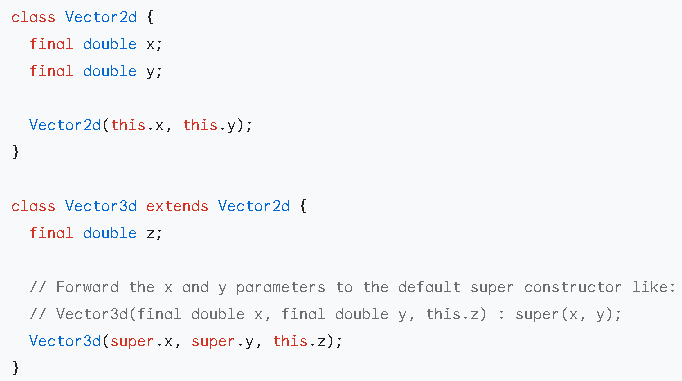 class Vector2d {
  final double x;
  final double y;

  Vector2d(this.x, this.y);
}

class Vector3d extends Vector2d {
  final double z;

  // Forward the x and y parameters to the default super constructor like:
  // Vector3d(final double x, final double y, this.z) : super(x, y);
  Vector3d(super.x, super.y, this.z);
}